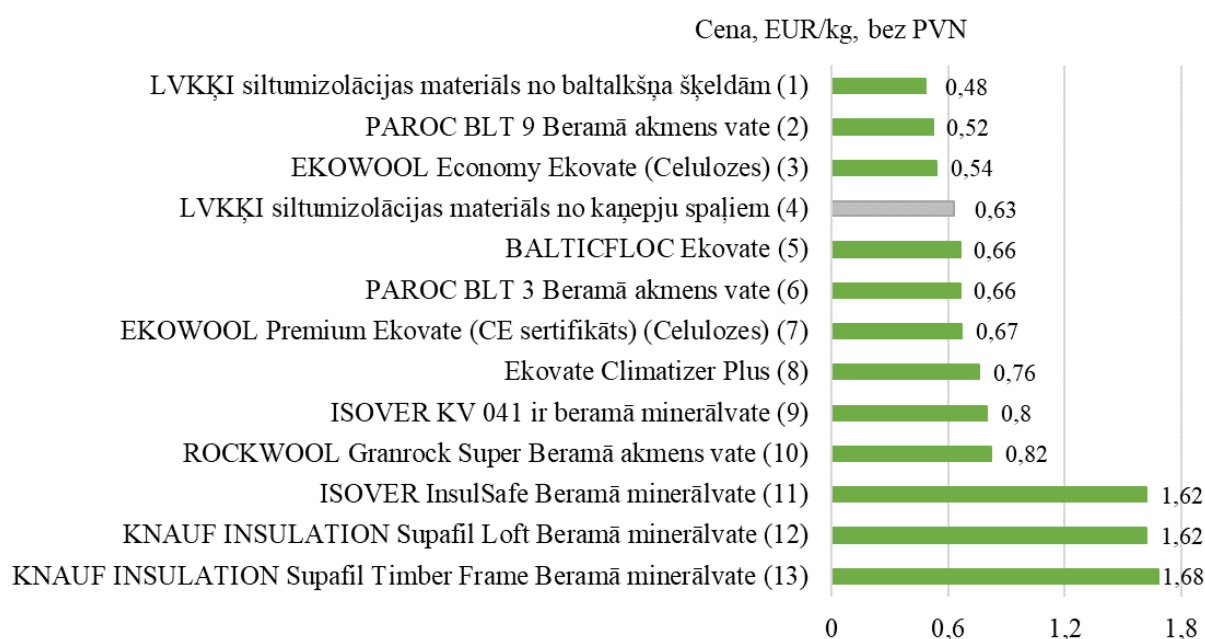 Cena, EUR/kg, bez PVN
LVKĶI siltumizolācijas materiāls no baltalkšņa šķeldām (1) 0,48
PAROC BLT 9 Beramā akmens vate (2) 0,52
EKOWOOL Economy Ekovate (Celulozes) (3) 0,54
LVKĶI siltumizolācijas materiāls no kaņepju spaļiem (4) 0,63
BALTICFLOC Ekovate (5) 0,66
PAROC BLT 3 Beramā akmens vate (6) 0,66
EKOWOOL Premium Ekovate (CE sertifikāts) (Celulozes) (7) 0,67
Ekovate Climatizer Plus (8) 0,76
ISOVER KV 041 ir beramā minerālvate (9) 0,8
ROCKWOOL Granrock Super Beramā akmens vate (10) 0,82
ISOVER InsulSafe Beramā minerālvate (11) 1,62
KNAUF INSULATION Supafil Loft Beramā minerālvate (12) 1,62
KNAUF INSULATION Supafil Timber Frame Beramā minerālvate (13) 1,68
0 0,6 1,2 1,8